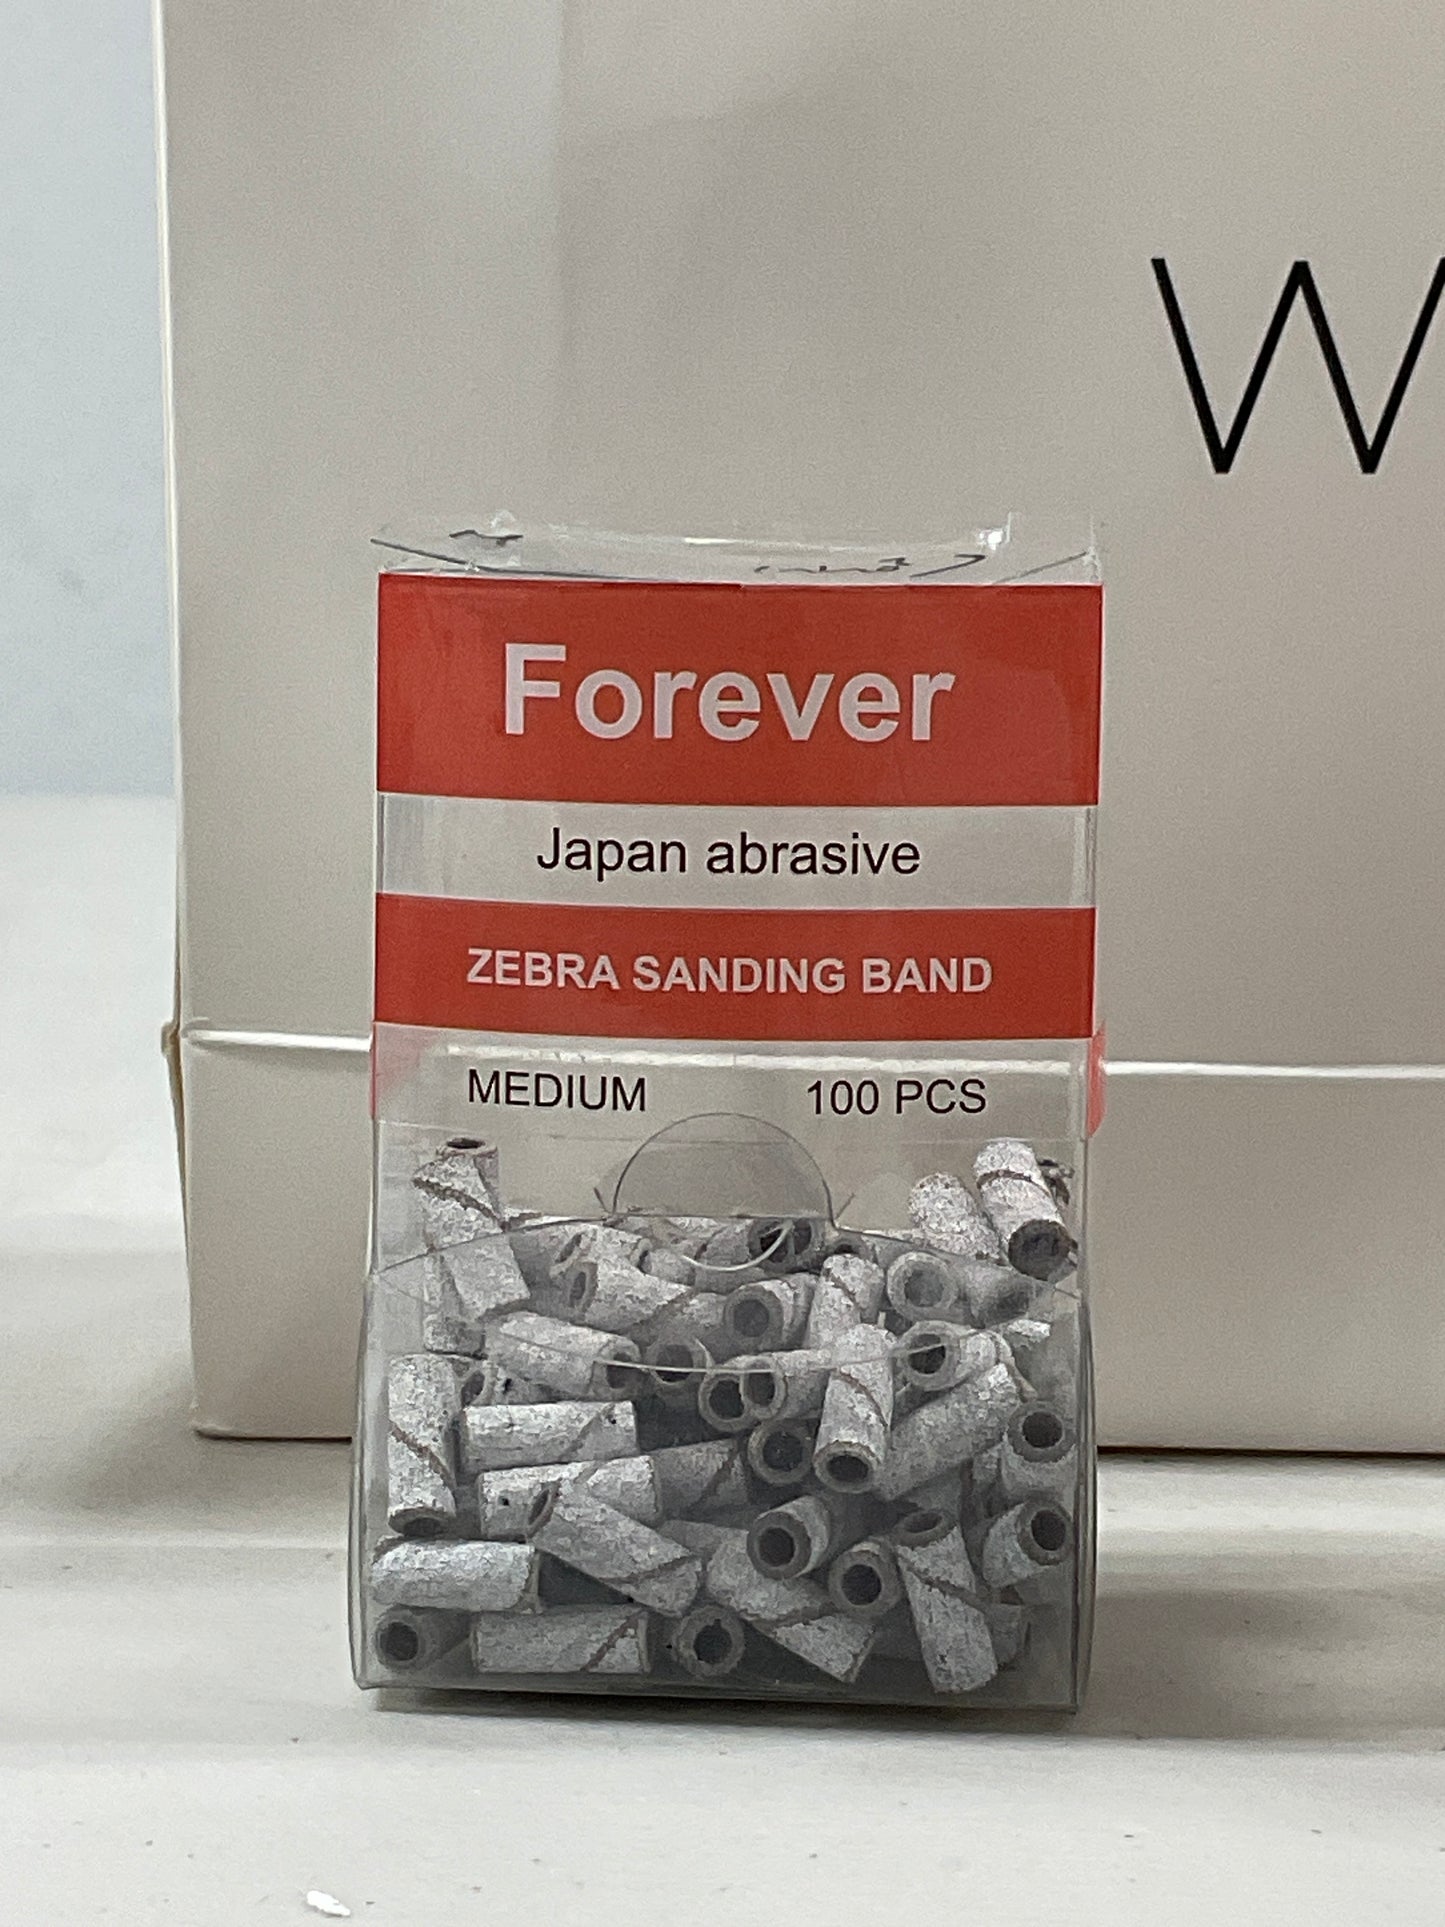 W
Forever
Japan abrasive
ZEBRA SANDING BAND
MEDIUM 100 PCS